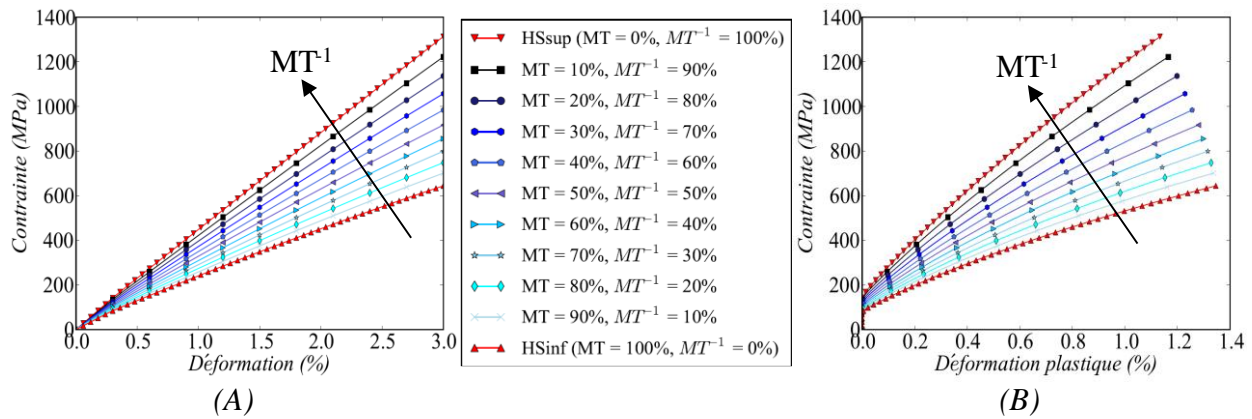 Contrainte (MPa)
1400
1200
1000
800
600
400
200
0
0.0 0.5 1.0 1.5 2.0 2.5 3.0
Déformation (%)
MT-1
(A)
HSsup (MT = 0%, MT^-1 = 100%)
MT = 10%, MT^-1 = 90%
MT = 20%, MT^-1 = 80%
MT = 30%, MT^-1 = 70%
MT = 40%, MT^-1 = 60%
MT = 50%, MT^-1 = 50%
MT = 60%, MT^-1 = 40%
MT = 70%, MT^-1 = 30%
MT = 80%, MT^-1 = 20%
MT = 90%, MT^-1 = 10%
HSinf (MT = 100%, MT^-1 = 0%)
Contrainte (MPa)
1400
1200
1000
800
600
400
200
0
0.0 0.2 0.4 0.6 0.8 1.0 1.2 1.4
Déformation plastique (%)
MT-1
(B)